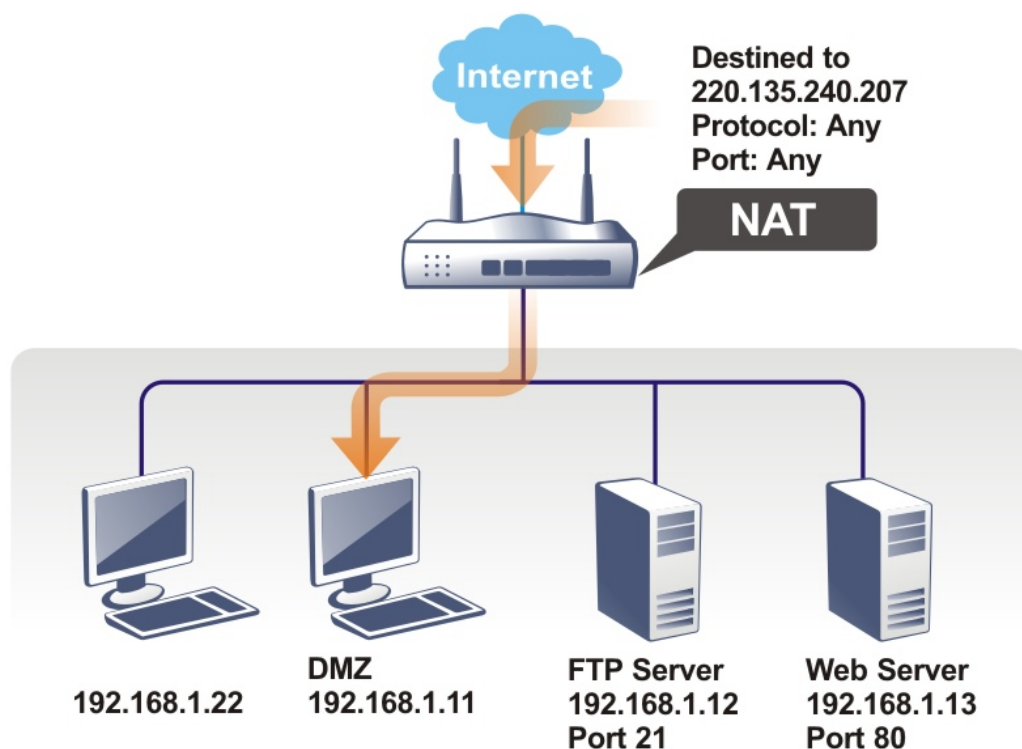 Internet
Destined to
220.135.240.207
Protocol: Any
Port: Any
NAT
192.168.1.22
DMZ
192.168.1.11
FTP Server
192.168.1.12
Port 21
Web Server
192.168.1.13
Port 80